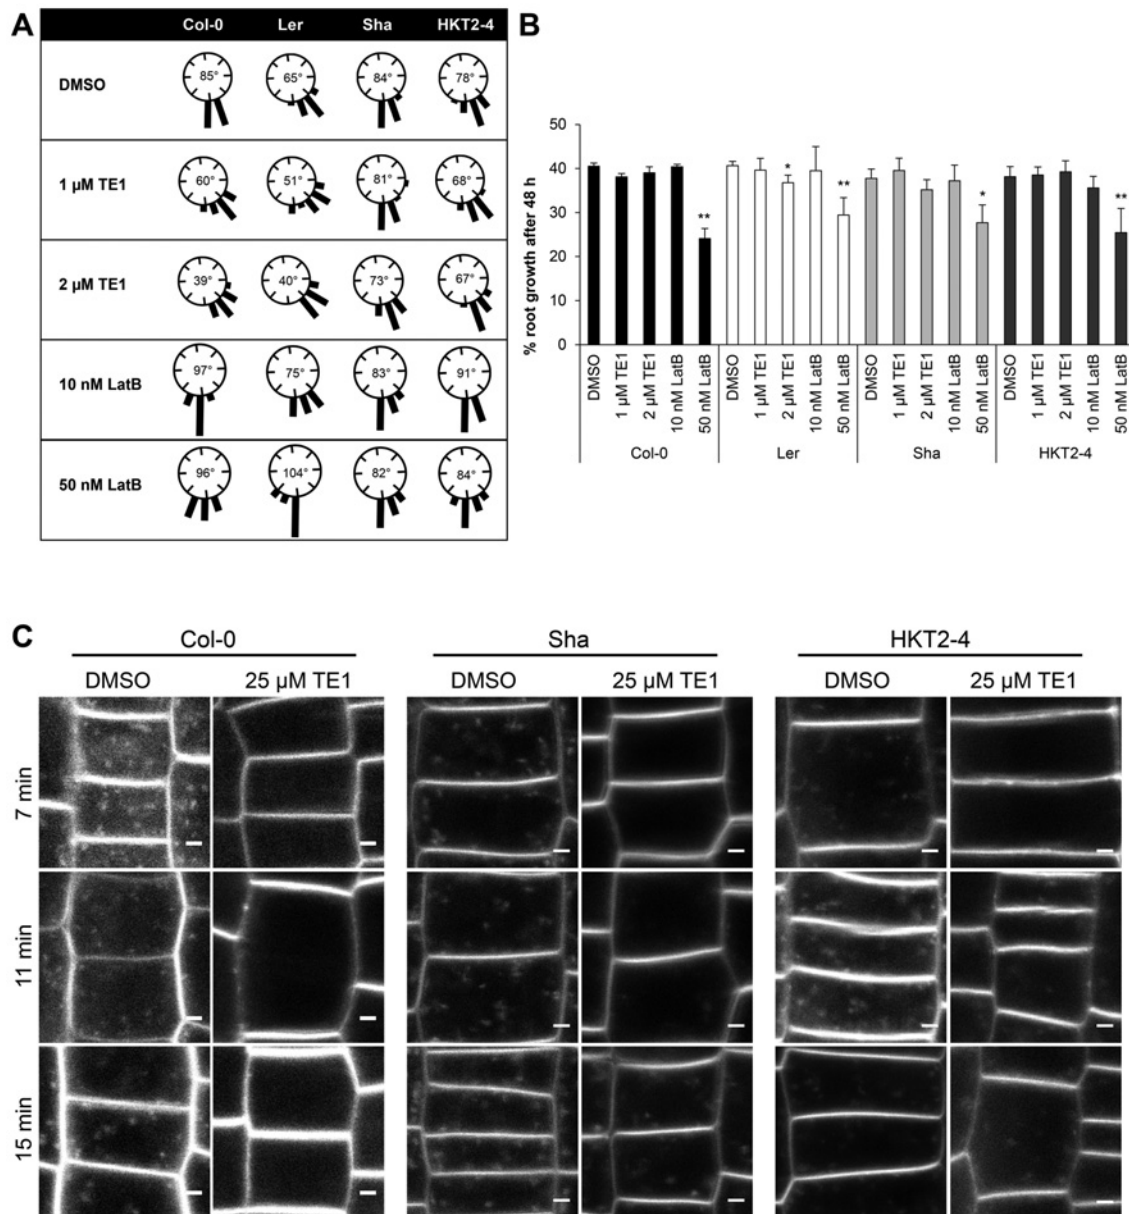 A
Col-0 Ler Sha HKT2-4
DMSO 85° 65° 84° 78°
1 µM TE1 60° 51° 81° 68°
2 µM TE1 39° 40° 73° 67°
10 nM LatB 97° 75° 83° 91°
50 nM LatB 96° 104° 82° 84°
B
% root growth after 48 h
50
40
30
20
10
0
** * ** * **
DMSO 1 µM TE1 2 µM TE1 10 nM LatB 50 nM LatB DMSO 1 µM TE1 2 µM TE1 10 nM LatB 50 nM LatB DMSO 1 µM TE1 2 µM TE1 10 nM LatB 50 nM LatB DMSO 1 µM TE1 2 µM TE1 10 nM LatB 50 nM LatB
Col-0 Ler Sha HKT2-4
C
Col-0 Sha HKT2-4
DMSO 25 µM TE1 DMSO 25 µM TE1 DMSO 25 µM TE1
7 min
11 min
15 min